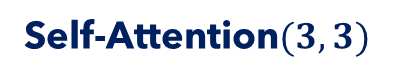 Self-Attention(3, 3)